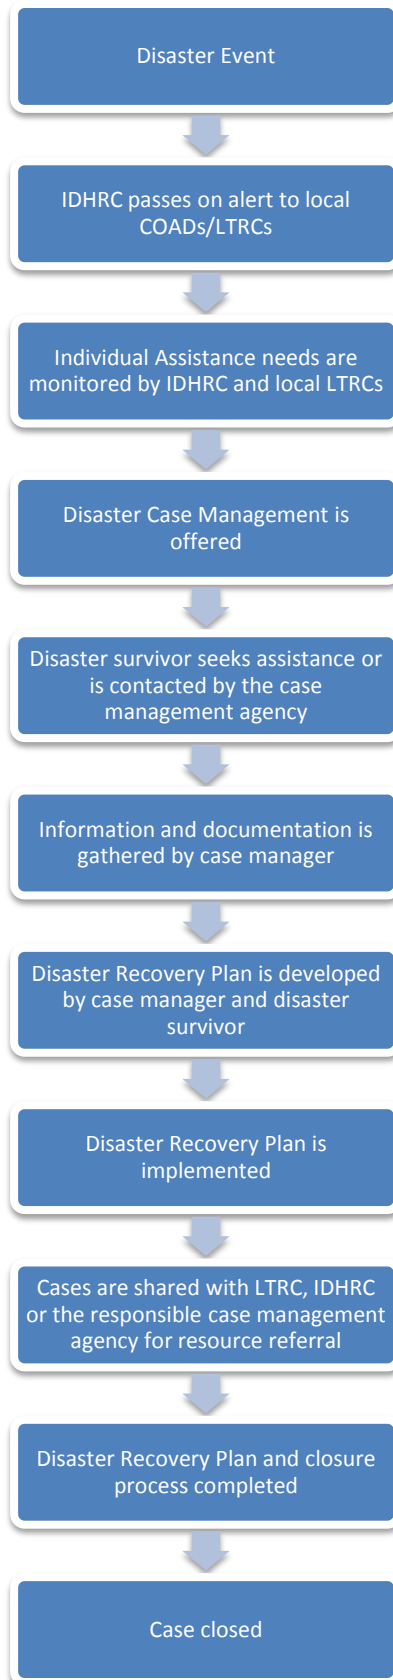 Disaster Event
IDHRC passes on alert to local
COADs/LTRCs
Individual Assistance needs are
monitored by IDHRC and local LTRCs
Disaster Case Management is
offered
Disaster survivor seeks assistance or
is contacted by the case
management agency
Information and documentation is
gathered by case manager
Disaster Recovery Plan is developed
by case manager and disaster
survivor
Disaster Recovery Plan is
implemented
Cases are shared with LTRC, IDHRC
or the responsible case management
agency for resource referral
Disaster Recovery Plan and closure
process completed
Case closed